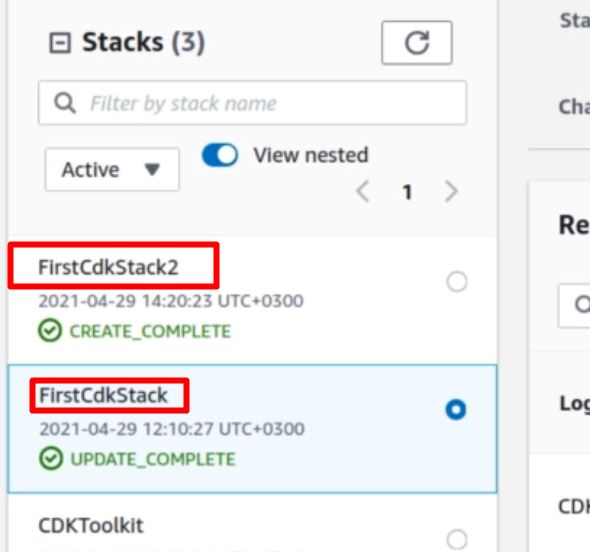 Stacks (3)
Filter by stack name
Active
View nested
1
FirstCdkStack2
2021-04-29 14:20:23 UTC+0300
CREATE_COMPLETE
FirstCdkStack
2021-04-29 12:10:27 UTC+0300
UPDATE_COMPLETE
CDKToolkit
Sta
Cha
Re
Log
CDK